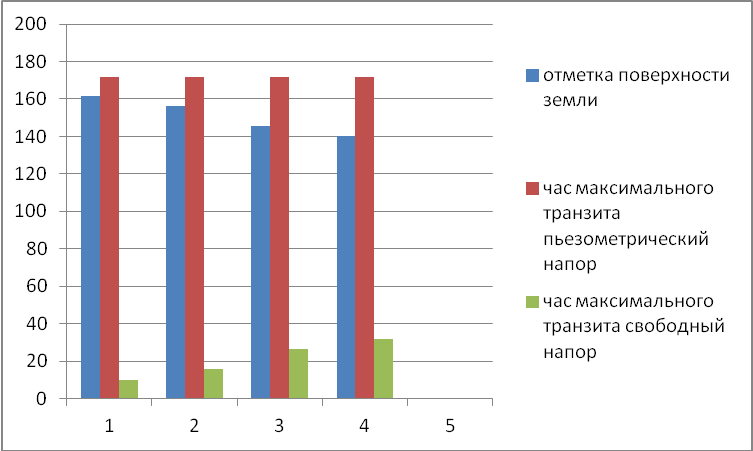 200
180
160
140
120
100
80
60
40
20
0
1 2 3 4 5
отметка поверхности
земли
час максимального
транзита
пьезометрический
напор
час максимального
транзита свободный
напор